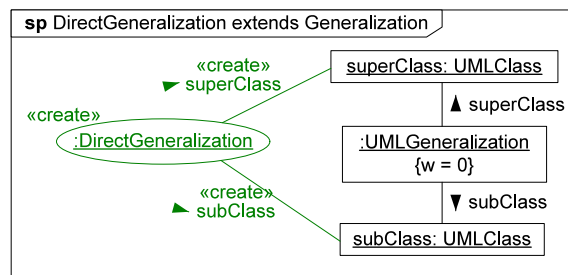 sp DirectGeneralization extends Generalization
«create»
superClass
superClass: UMLClass
superClass
«create»
:DirectGeneralization
:UMLGeneralization
{w = 0}
«create»
subClass
subClass
subClass: UMLClass